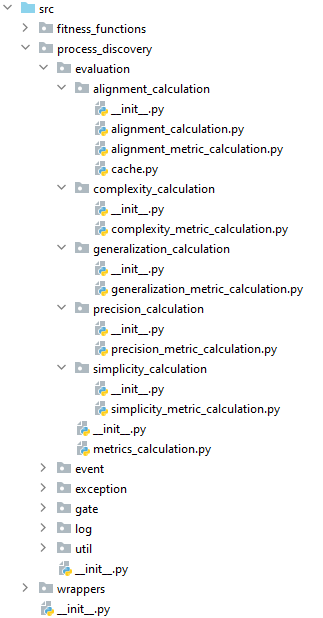 src
fitness_functions
process_discovery
evaluation
alignment_calculation
__init__.py
alignment_calculation.py
alignment_metric_calculation.py
cache.py
complexity_calculation
__init__.py
complexity_metric_calculation.py
generalization_calculation
__init__.py
generalization_metric_calculation.py
precision_calculation
__init__.py
precision_metric_calculation.py
simplicity_calculation
__init__.py
simplicity_metric_calculation.py
__init__.py
metrics_calculation.py
event
exception
gate
log
util
__init__.py
wrappers
__init__.py